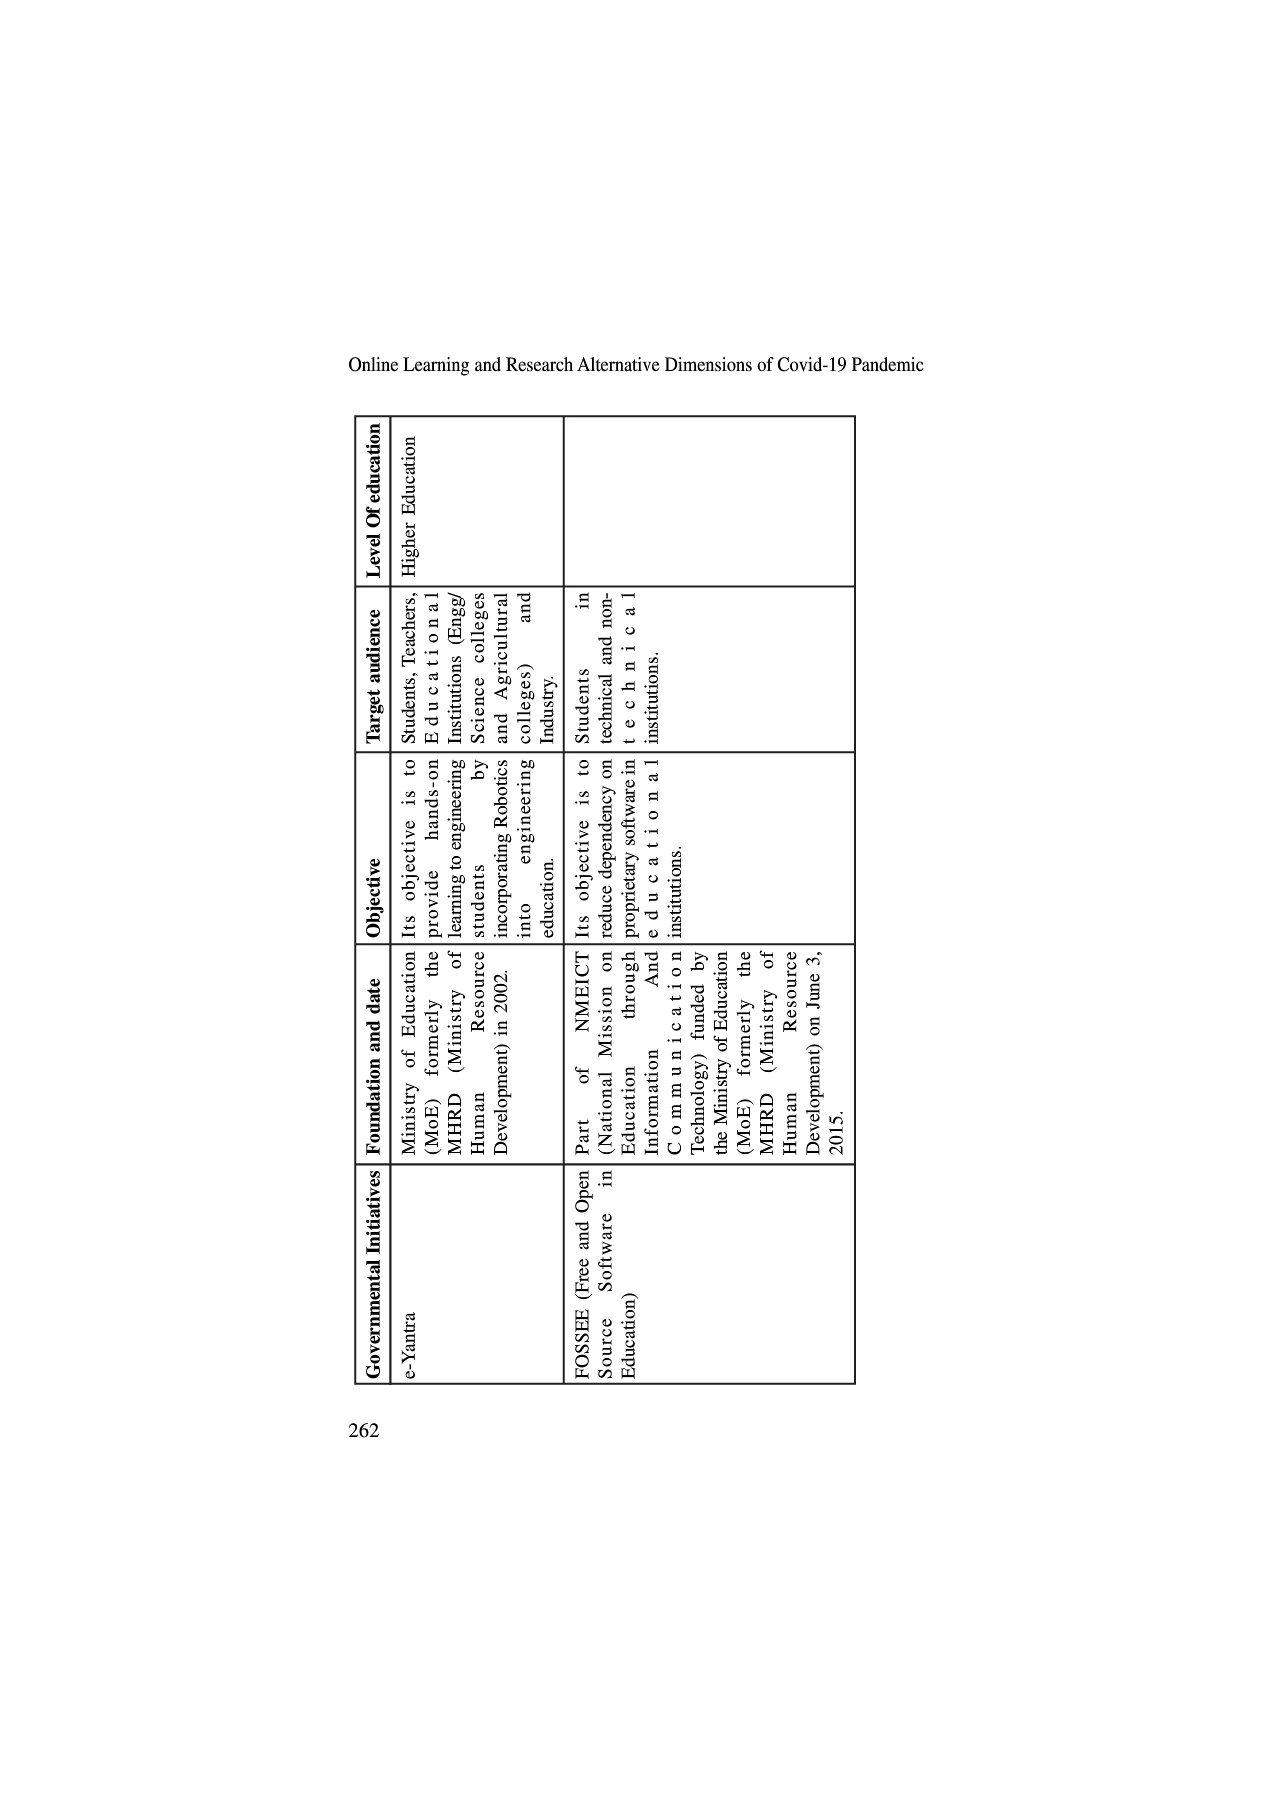 Online Learning and Research Alternative Dimensions of Covid-19 Pandemic
Governmental Initiatives
Foundation and date
Objective
Target audience
Level Of education
e-Yantra
Ministry of Education
(MoE) formerly the
MHRD (Ministry of
Human Resource
Development) in 2002.
Its objective is to
provide hands-on
learning to engineering
students by
incorporating Robotics
into engineering
education.
Students, Teachers,
Educational
Institutions (Engg/
Science colleges
and Agricultural
colleges) and
Industry.
Higher Education
FOSSEE (Free and Open
Source Software in
Education)
Part of NMEICT
(National Mission on
Education through
Information And
Communication
Technology) funded by
the Ministry of Education
(MoE) formerly the
MHRD (Ministry of
Human Resource
Development) on June 3,
2015.
Its objective is to
reduce dependency on
proprietary software in
educational
institutions.
Students in
technical and non-
technical
institutions.
262